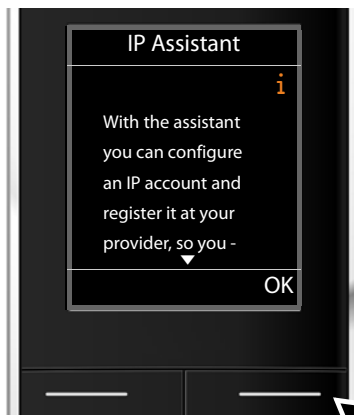 IP Assistant
i
With the assistant
you can configure
an IP account and
register it at your
provider, so you -
OK